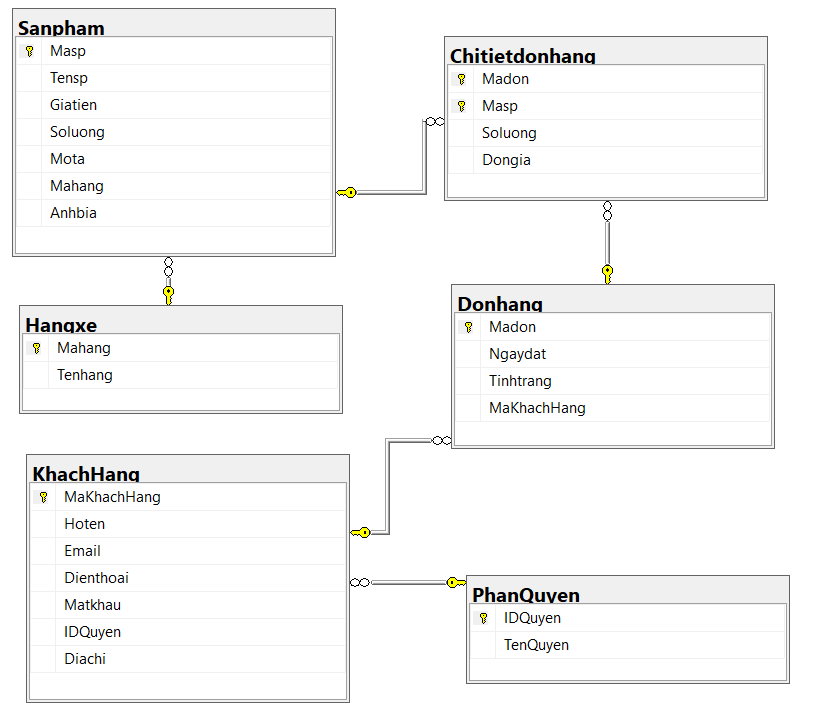 Sanpham
Masp
Tensp
Giatien
Soluong
Mota
Mahang
Anhbia
Chitietdonhang
Madon
Masp
Soluong
Dongia
Hangxe
Mahang
Tenhang
Donhang
Madon
Ngaydat
Tinhtrang
MaKhachHang
KhachHang
MaKhachHang
Hoten
Email
Dienthoai
Matkhau
IDQuyen
Diachi
PhanQuyen
IDQuyen
TenQuyen